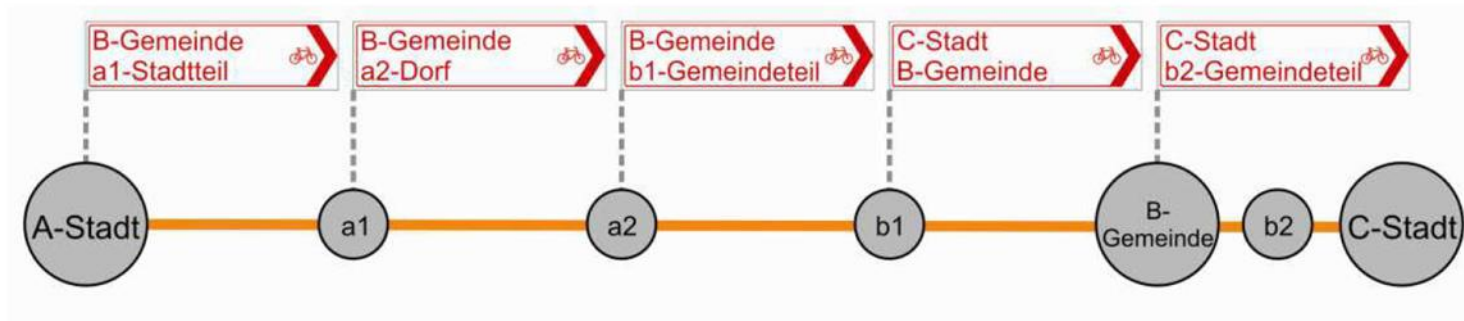 B-Gemeinde
a1-Stadtteil
B-Gemeinde
a2-Dorf
B-Gemeinde
b1-Gemeindeteil
C-Stadt
B-Gemeinde
C-Stadt
b2-Gemeindeteil
A-Stadt
a1
a2
b1
B-
Gemeinde
b2
C-Stadt